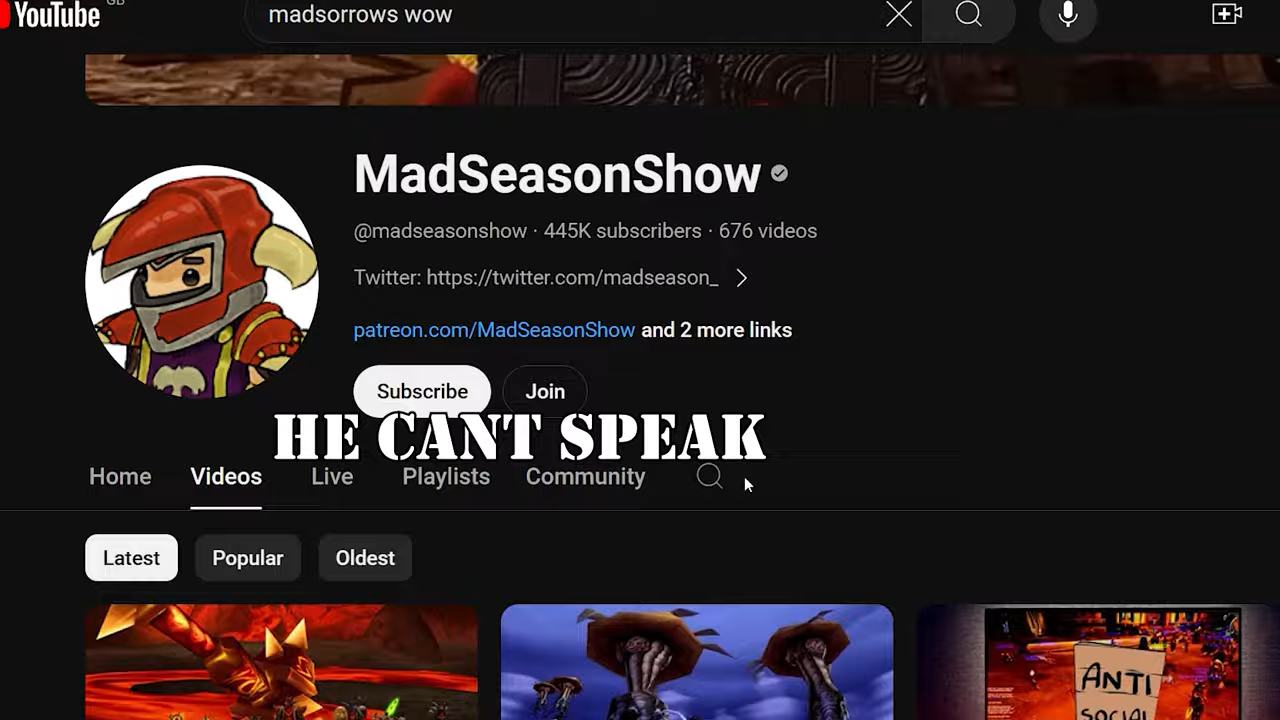 YouTube GB
madsorrows wow
MadSeasonShow
@madseasonshow · 445K subscribers · 676 videos
Twitter: https://twitter.com/madseason_
patreon.com/MadSeasonShow and 2 more links
Subscribe Join
HE CANT SPEAK
Home Videos Live Playlists Community
Latest Popular Oldest
ANTI
SOCIAL